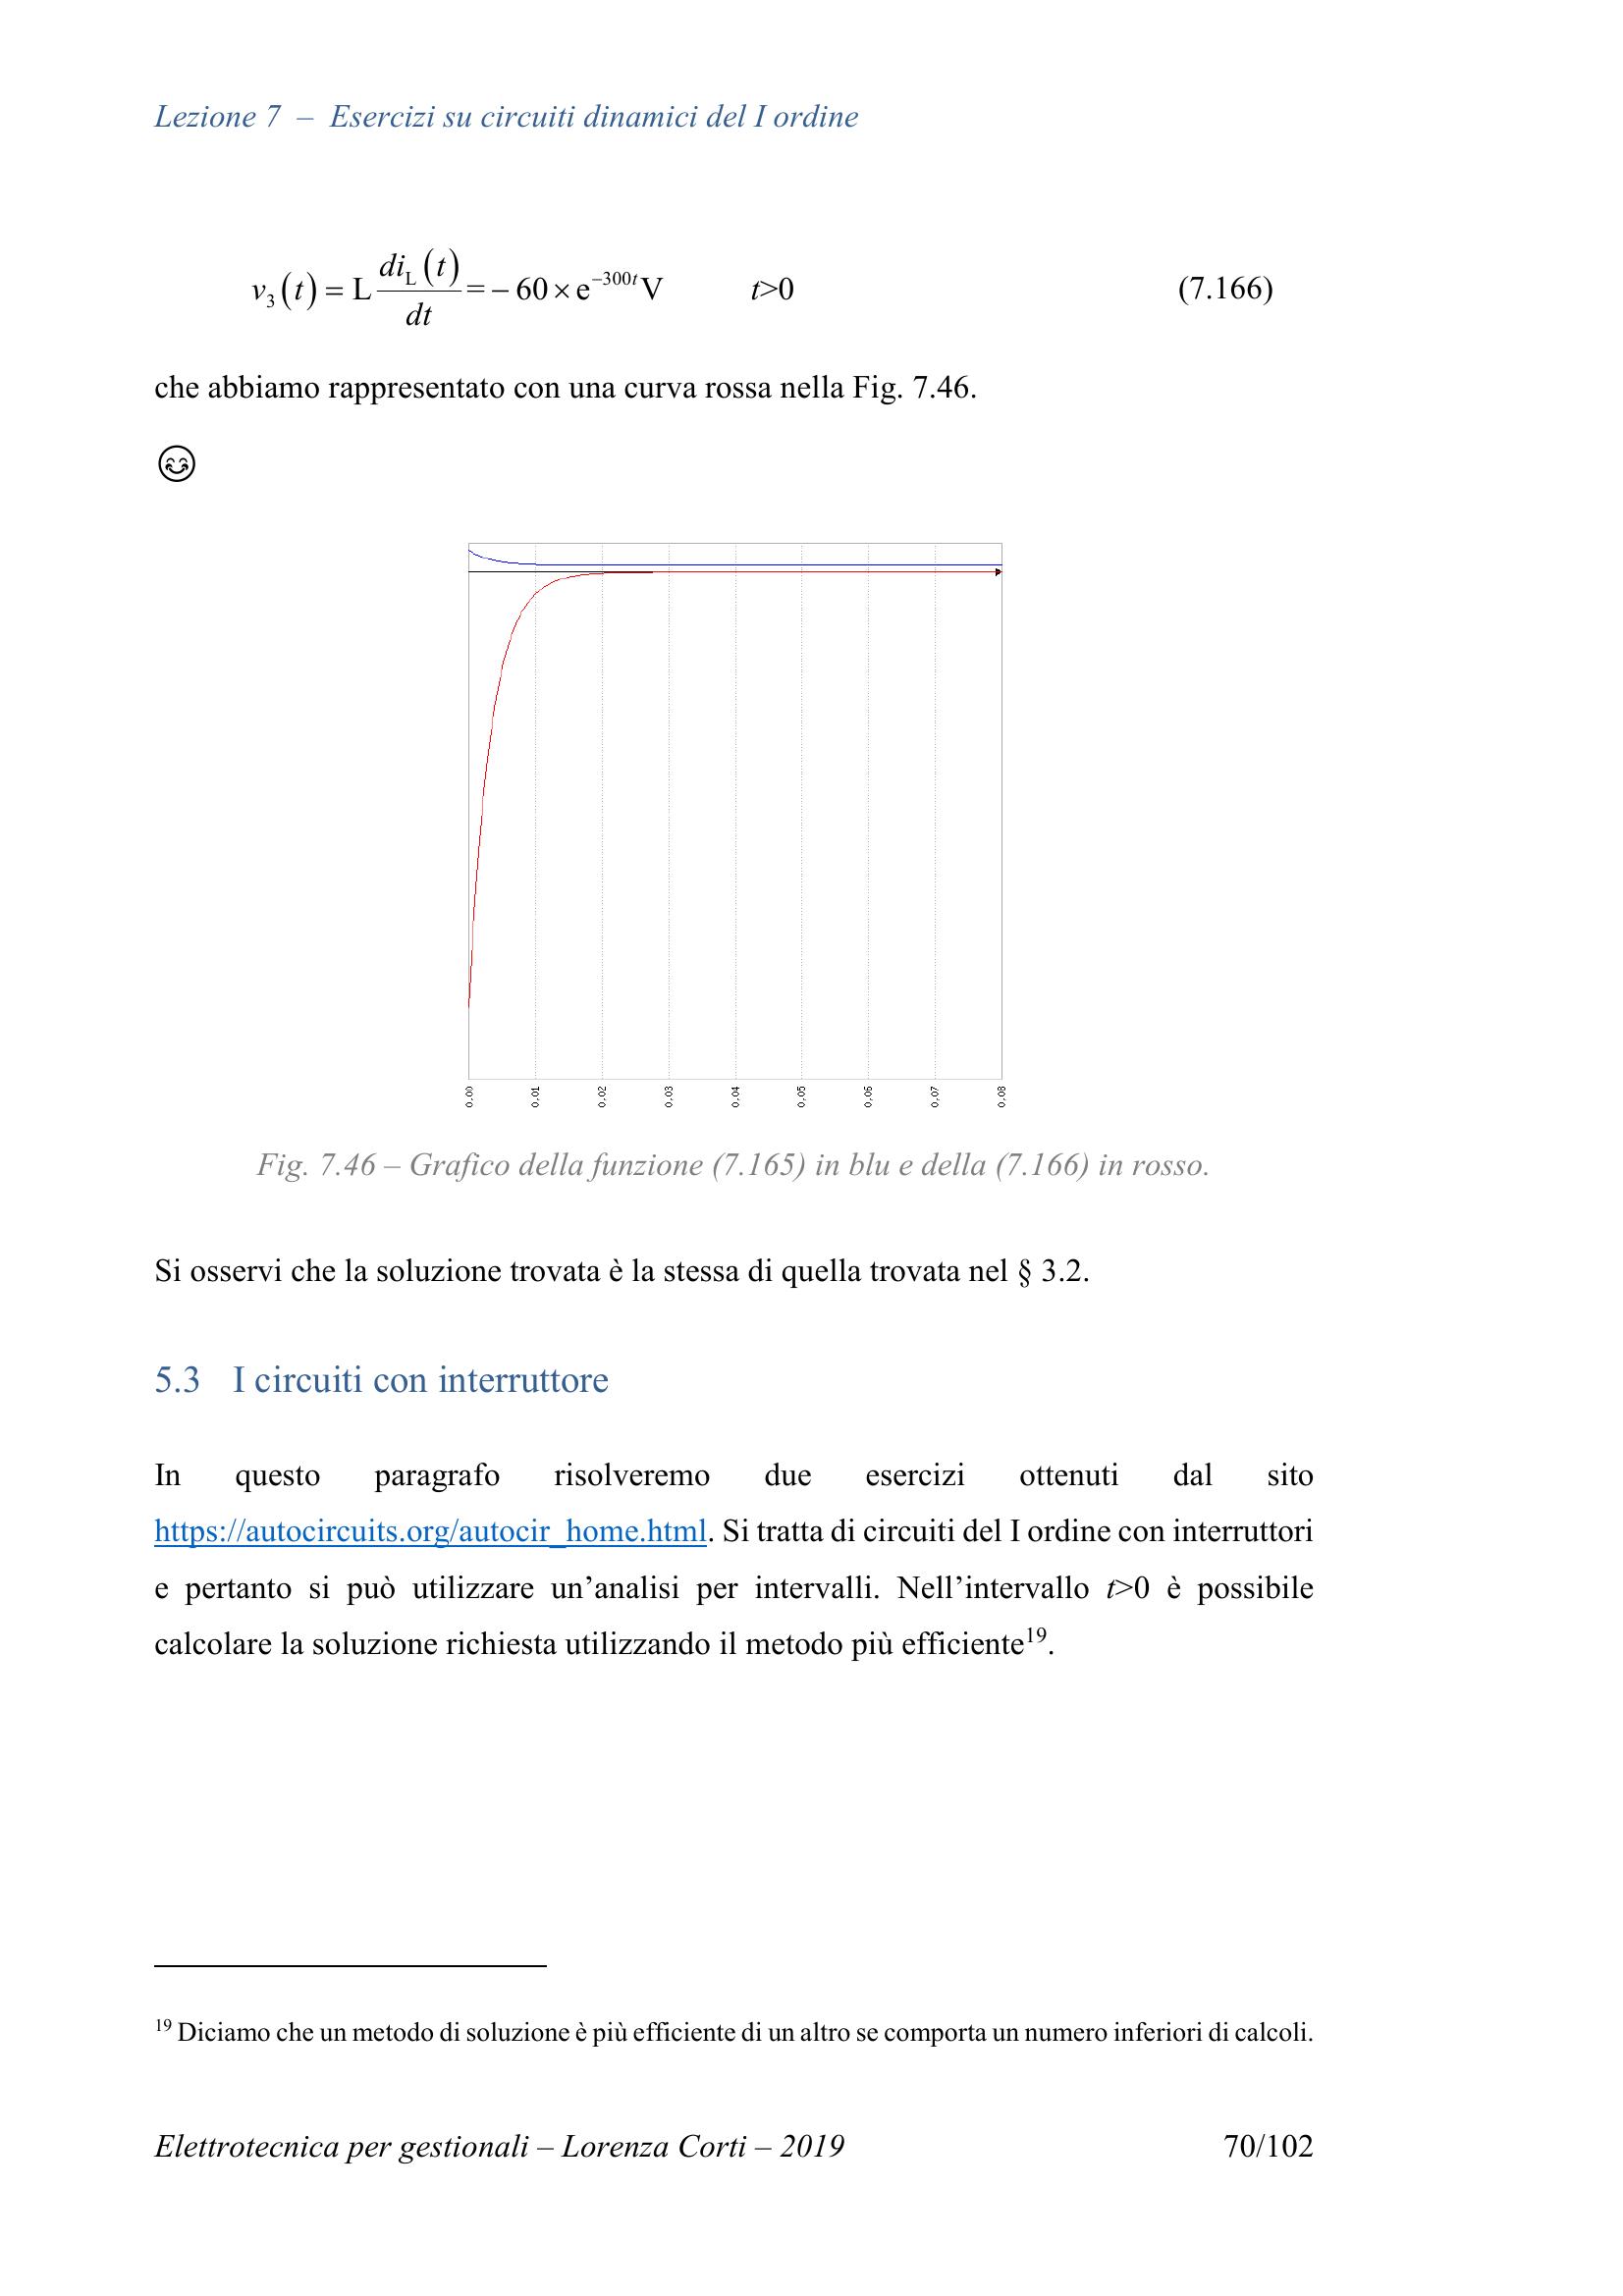 Lezione 7 – Esercizi su circuiti dinamici del I ordine
v₃(t) = L di_L(t)/dt = − 60 × e^(−300t) V t>0 (7.166)
che abbiamo rappresentato con una curva rossa nella Fig. 7.46.
0.00 0.01 0.02 0.03 0.04 0.05 0.06 0.07 0.08
Fig. 7.46 – Grafico della funzione (7.165) in blu e della (7.166) in rosso.
Si osservi che la soluzione trovata è la stessa di quella trovata nel § 3.2.
5.3 I circuiti con interruttore
In questo paragrafo risolveremo due esercizi ottenuti dal sito
https://autocircuits.org/autocir_home.html. Si tratta di circuiti del I ordine con interruttori
e pertanto si può utilizzare un’analisi per intervalli. Nell’intervallo t>0 è possibile
calcolare la soluzione richiesta utilizzando il metodo più efficiente¹⁹.
¹⁹ Diciamo che un metodo di soluzione è più efficiente di un altro se comporta un numero inferiori di calcoli.
Elettrotecnica per gestionali – Lorenza Corti – 2019 70/102